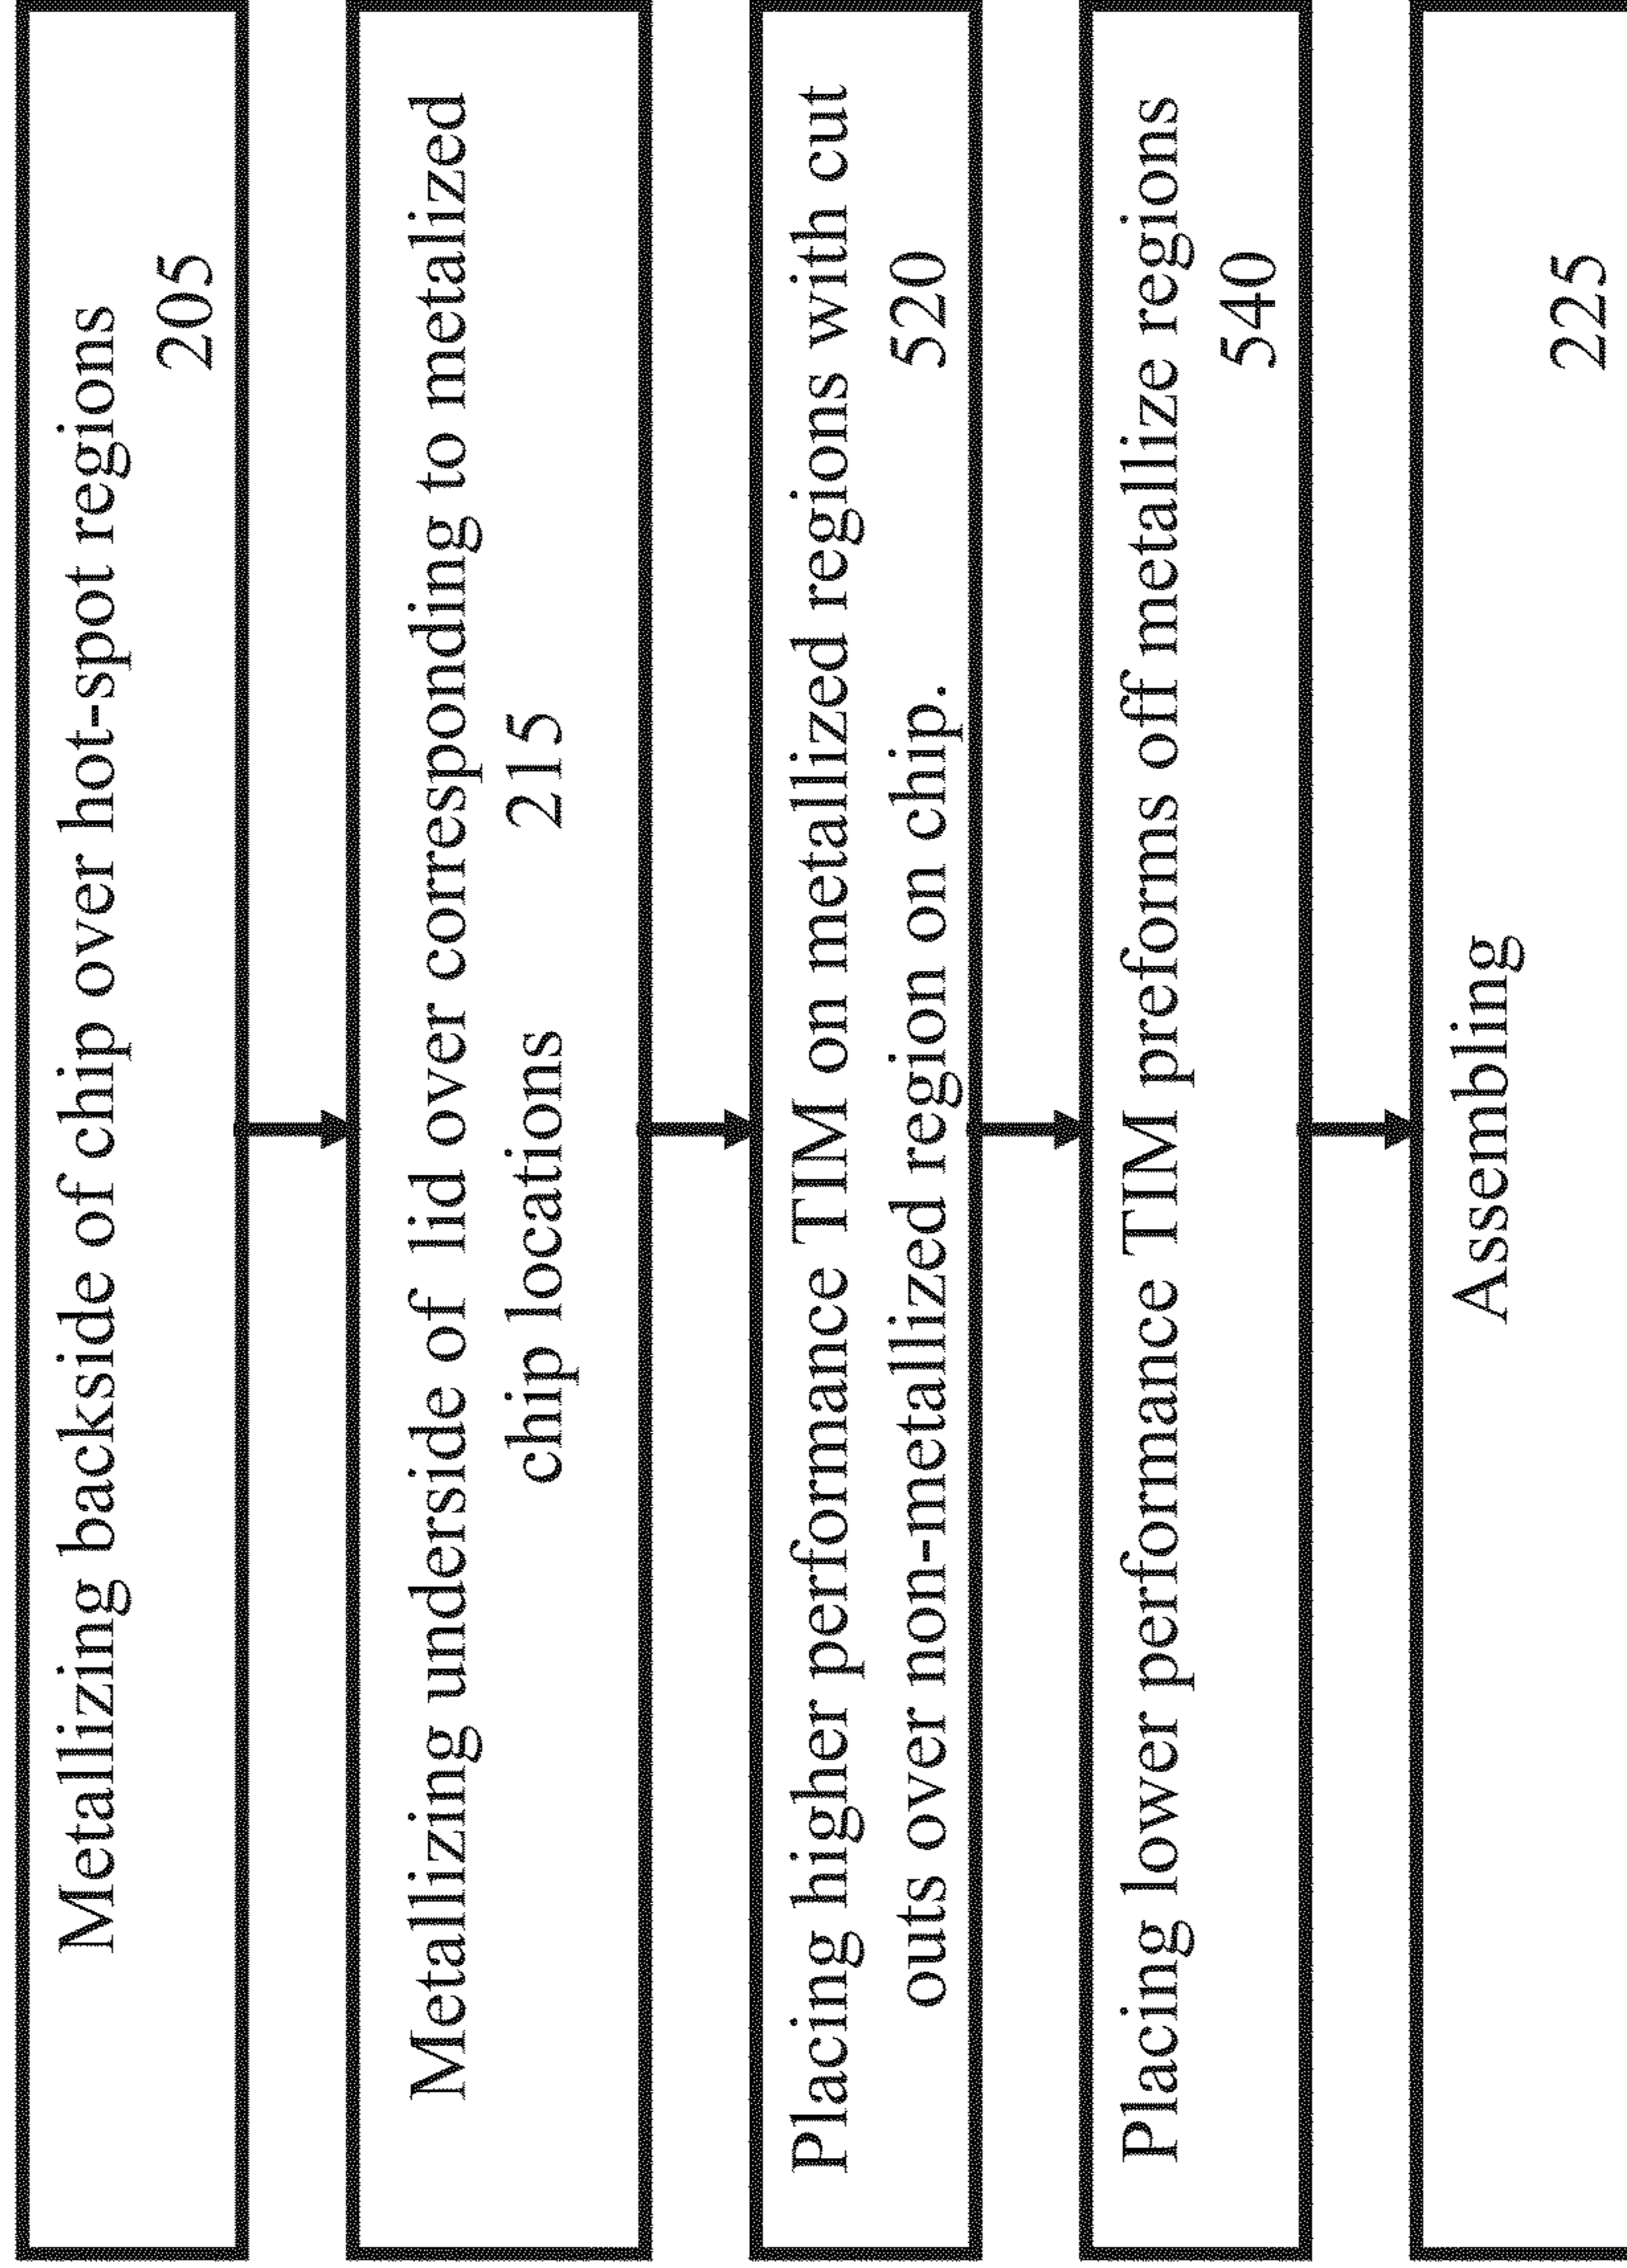 Metallizing backside of chip over hot-spot regions
205
Metallizing underside of lid over corresponding to metalized
chip locations 215
Placing higher performance TIM on metallized regions with cut
outs over non-metallized region on chip. 520
Placing lower performance TIM preforms off metallize regions
540
Assembling
225